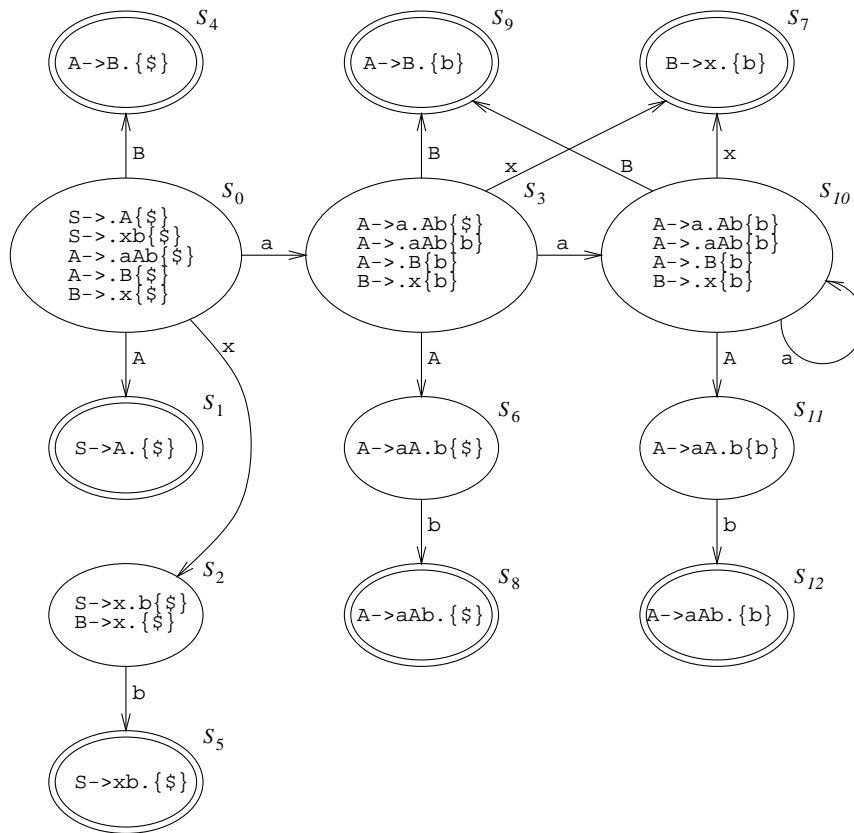 S4
S9
S7
A->B.{$}
A->B.{b}
B->x.{b}
B
B
x
B
x
S0
S3
S10
S->.A{$}
S->.xb{$}
A->.aAb{$}
A->.B{$}
B->.x{$}
a
A->a.Ab{$}
A->.aAb{b}
A->.B{b}
B->.x{b}
a
A->a.Ab{b}
A->.aAb{b}
A->.B{b}
B->.x{b}
a
A
x
A
A
S1
S6
S11
S->A.{$}
A->aA.b{$}
A->aA.b{b}
b
b
S2
S8
S12
S->x.b{$}
B->x.{$}
A->aAb.{$}
A->aAb.{b}
b
S5
S->xb.{$}